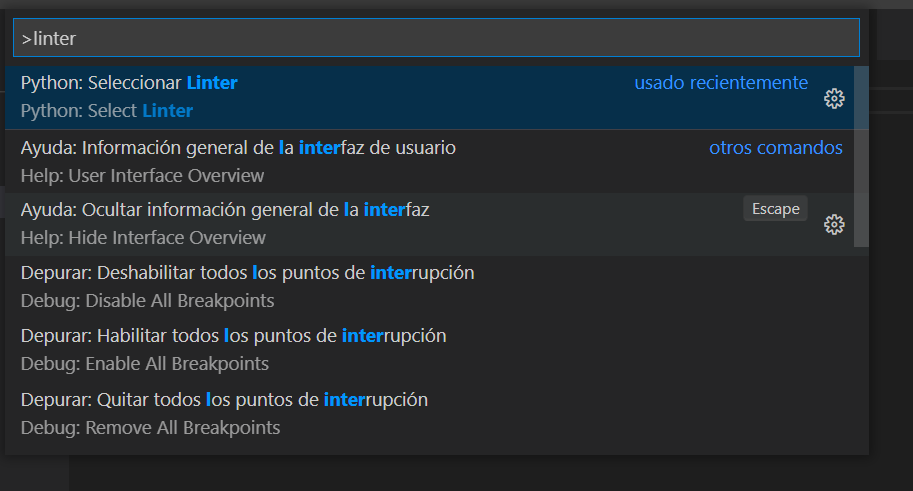 >linter
Python: Seleccionar Linter usado recientemente
Python: Select Linter
Ayuda: Información general de la interfaz de usuario otros comandos
Help: User Interface Overview
Ayuda: Ocultar información general de la interfaz Escape
Help: Hide Interface Overview
Depurar: Deshabilitar todos los puntos de interrupción
Debug: Disable All Breakpoints
Depurar: Habilitar todos los puntos de interrupción
Debug: Enable All Breakpoints
Depurar: Quitar todos los puntos de interrupción
Debug: Remove All Breakpoints